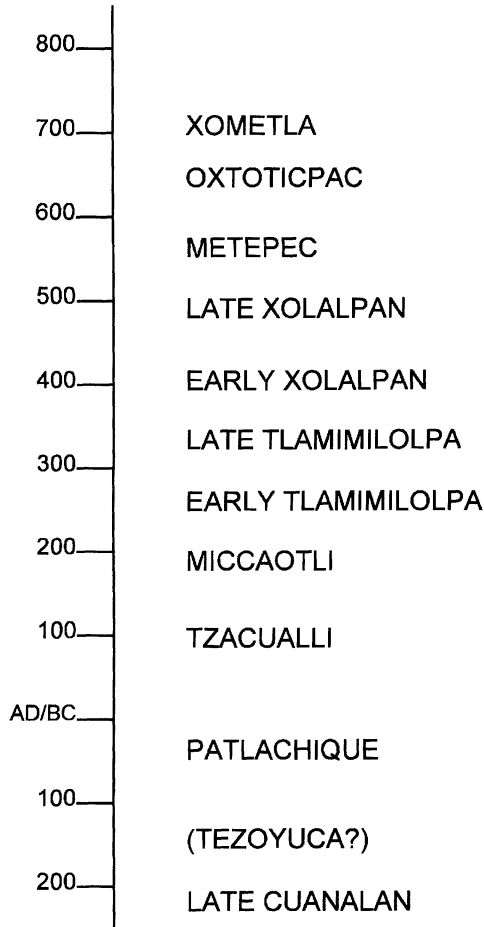 800
700 XOMETLA
OXTOTICPAC
600
METEPEC
500 LATE XOLALPAN
400 EARLY XOLALPAN
LATE TLAMIMILOLPA
300
EARLY TLAMIMILOLPA
200 MICCAOTLI
100 TZACUALLI
AD/BC
PATLACHIQUE
100
(TEZOYUCA?)
200 LATE CUANALAN